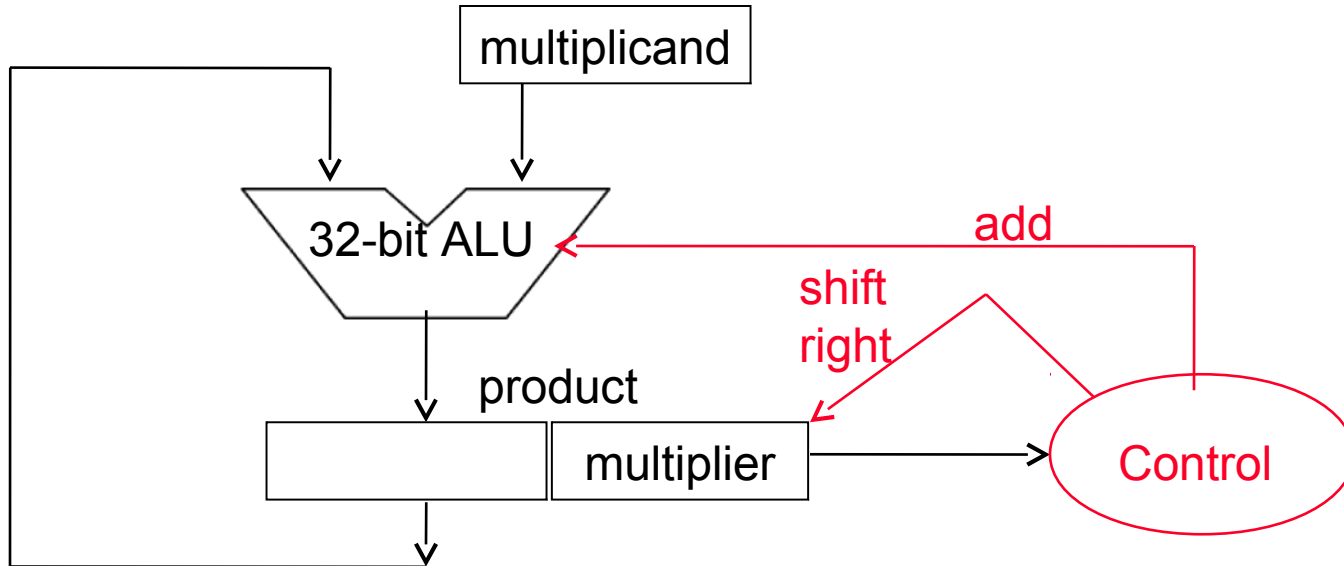 multiplicand
32-bit ALU
add
shift
right
product
multiplier
Control